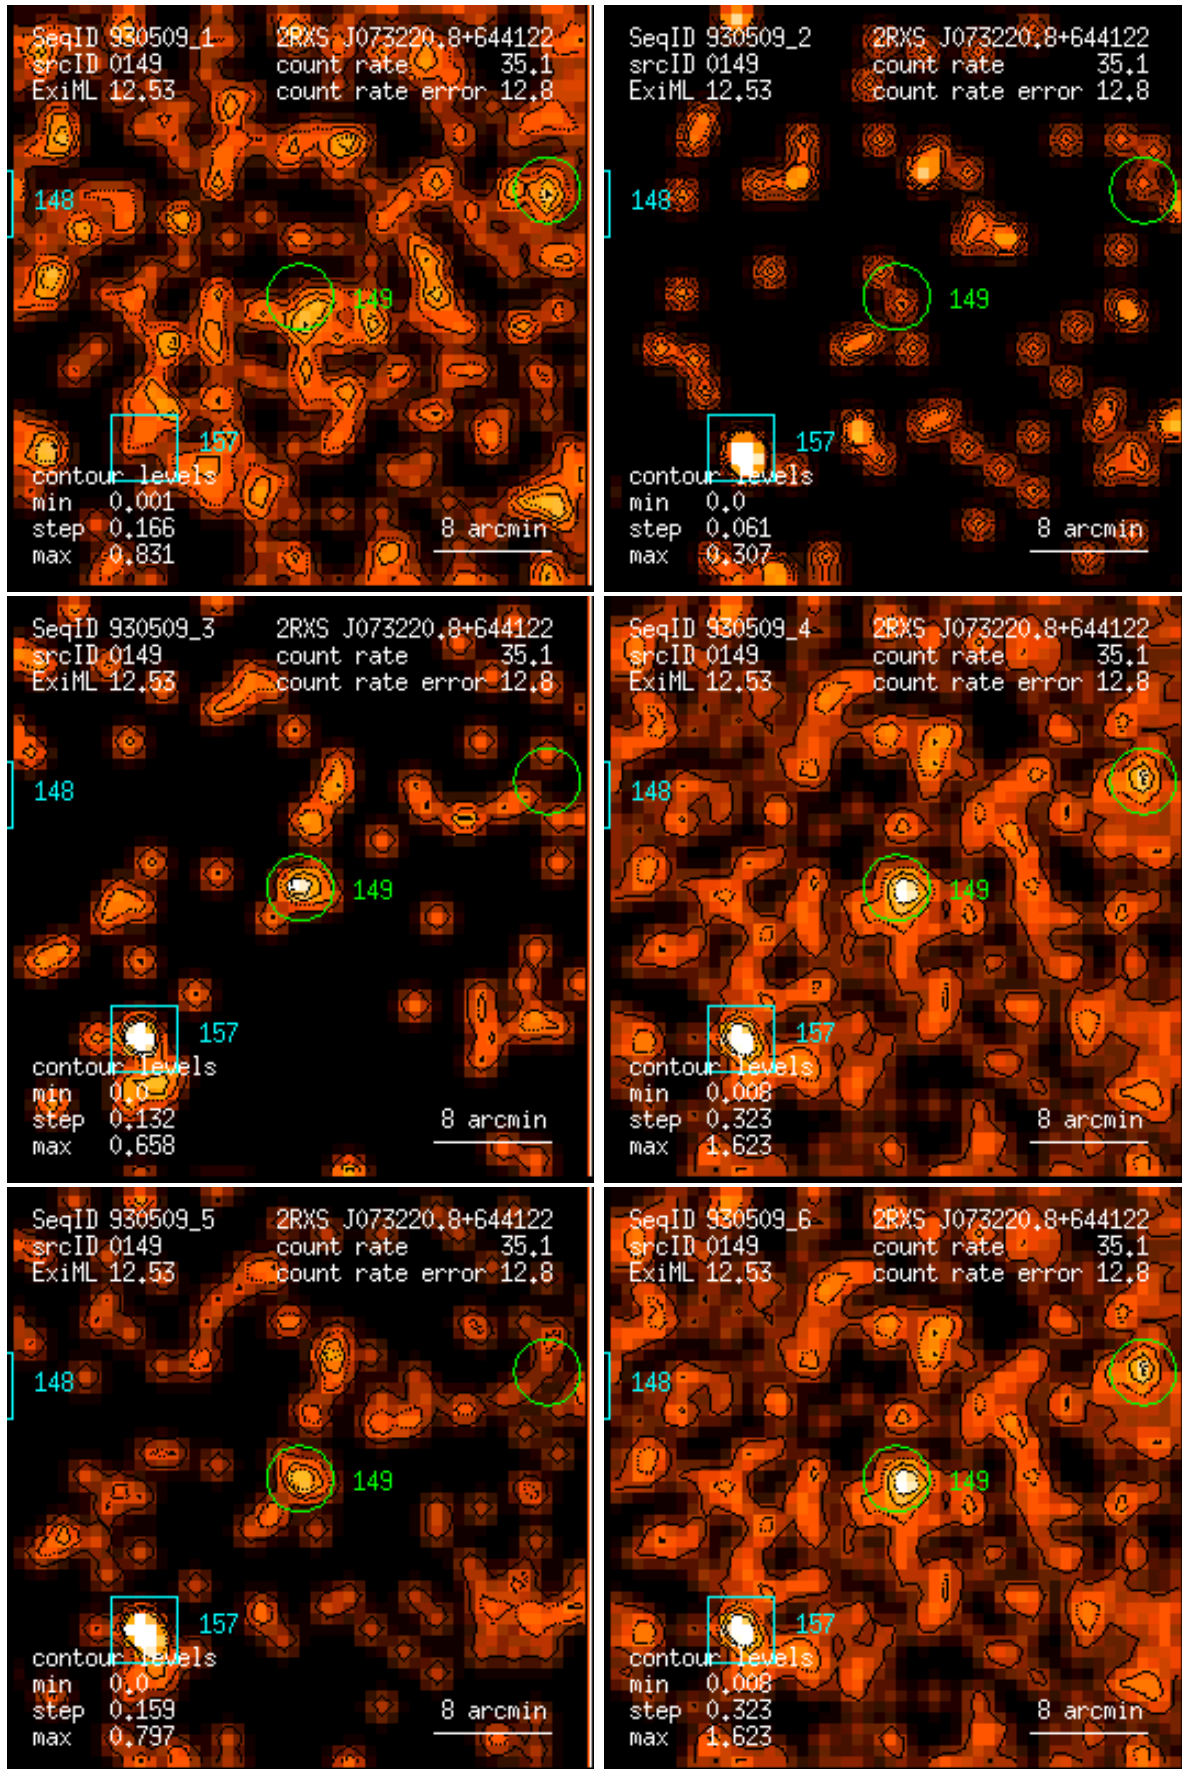 SeqID 930509_1 2RXS J073220.8+644122
srcID 0149 count rate 35.1
ExiML 12.53 count rate error 12.8
148
149
157
contour levels
min 0.001
step 0.166 8 arcmin
max 0.831
SeqID 930509_2 2RXS J073220.8+644122
srcID 0149 count rate 35.1
ExiML 12.53 count rate error 12.8
148
149
157
contour levels
min 0.0
step 0.061 8 arcmin
max 0.307
SeqID 930509_3 2RXS J073220.8+644122
srcID 0149 count rate 35.1
ExiML 12.53 count rate error 12.8
148
149
157
contour levels
min 0.0
step 0.132 8 arcmin
max 0.658
SeqID 930509_4 2RXS J073220.8+644122
srcID 0149 count rate 35.1
ExiML 12.53 count rate error 12.8
148
149
157
contour levels
min 0.008
step 0.323 8 arcmin
max 1.623
SeqID 930509_5 2RXS J073220.8+644122
srcID 0149 count rate 35.1
ExiML 12.53 count rate error 12.8
148
149
157
contour levels
min 0.0
step 0.159 8 arcmin
max 0.797
SeqID 930509_6 2RXS J073220.8+644122
srcID 0149 count rate 35.1
ExiML 12.53 count rate error 12.8
148
149
157
contour levels
min 0.008
step 0.323 8 arcmin
max 1.623